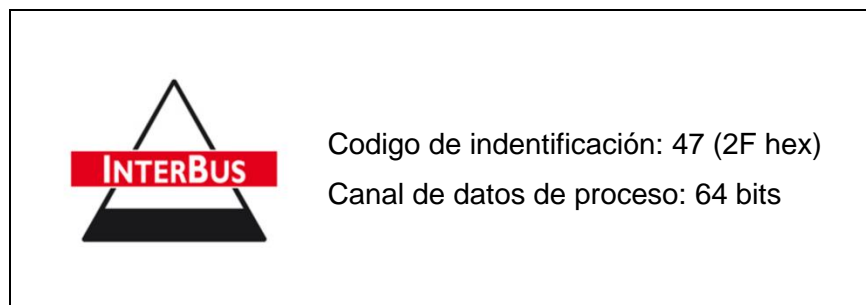 INTERBUS
Codigo de indentificación: 47 (2F hex)
Canal de datos de proceso: 64 bits